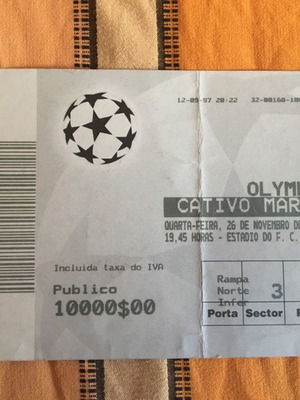 12-09-97 20:22 32-00160-100
OLYMP
CATIVO MAR
QUARTA-FEIRA, 26 DE NOVEMBRO DE
19,45 HORAS - ESTADIO DO F. C.
Incluida taxa do IVA
Publico
10000$00
Rampa
Norte
Infer
3
Porta Sector